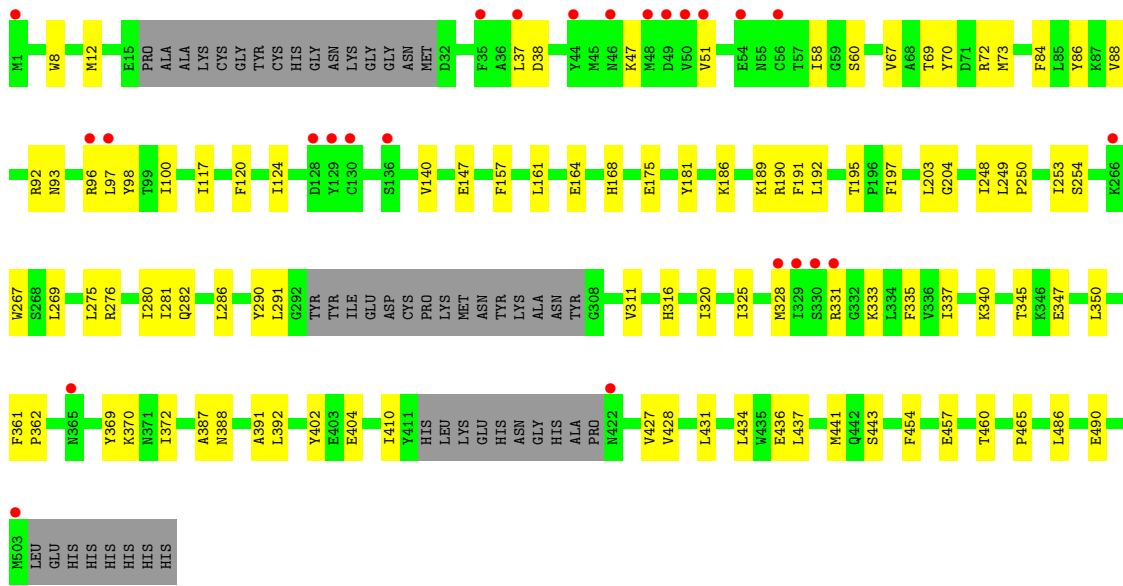 M1 W8 M12 E15 PRO ALA ALA LYS CYS GLY TYR CYS HIS GLY ASN LYS GLY GLY ASN MET D32 F35 A36 L37 D38 Y44 M45 N46 K47 M48 D49 V50 V51 E54 N55 C56 T57 I58 G59 S60 V67 A68 T69 Y70 D71 R72 M73 F84 L85 Y86 K87 V88
R92 N93 R96 L97 Y98 T99 I100 I117 F120 I124 D128 Y129 C130 S136 V140 E147 F157 L161 E164 H168 E175 Y181 K186 K189 R190 F191 L192 T195 P196 F197 L203 G204 I248 L249 P250 I253 S254 K266
W267 S268 L269 L275 R276 I280 I281 Q282 L286 Y290 L291 G292 TYR TYR ILE GLU ASP CYS PRO LYS MET ASN TYR LYS ALA ASN TYR G308 V311 H316 I320 I325 M328 I329 S330 R331 G332 K333 L334 F335 V336 I337 K340 T345 K346 E347 L350
F361 P362 N365 Y369 K370 N371 I372 A387 N388 A391 L392 Y402 E403 E404 I410 Y411 HIS LEU LYS GLU HIS ASN GLY HIS ALA PRO N422 V427 V428 L431 L434 W435 E436 L437 M441 Q442 S443 F454 E457 T460 P465 L486 E490
M503 LEU GLU HIS HIS HIS HIS HIS HIS